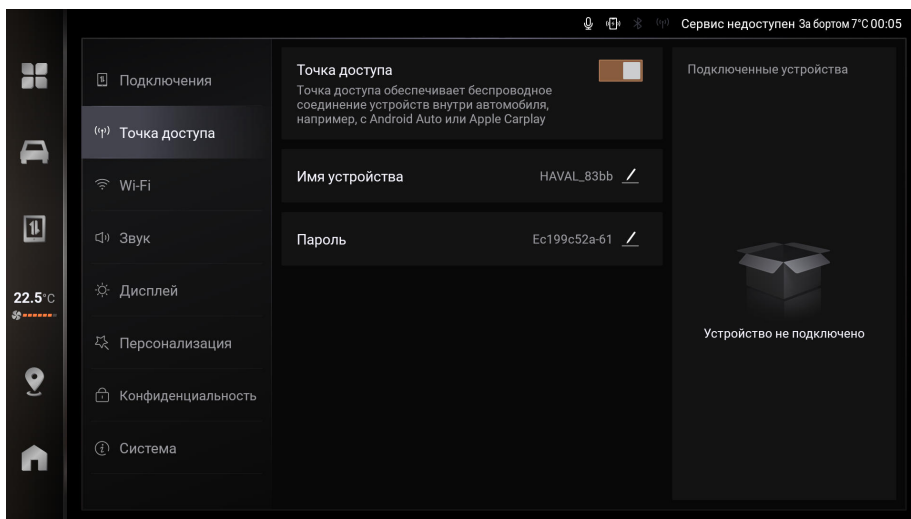 Сервис недоступен За бортом 7°C 00:05
Подключения
Точка доступа
Wi-Fi
Звук
Дисплей
Персонализация
Конфиденциальность
Система
22.5°C
Точка доступа
Точка доступа обеспечивает беспроводное
соединение устройств внутри автомобиля,
например, с Android Auto или Apple Carplay
Имя устройства HAVAL_83bb
Пароль Ec199c52a-61
Подключенные устройства
Устройство не подключено